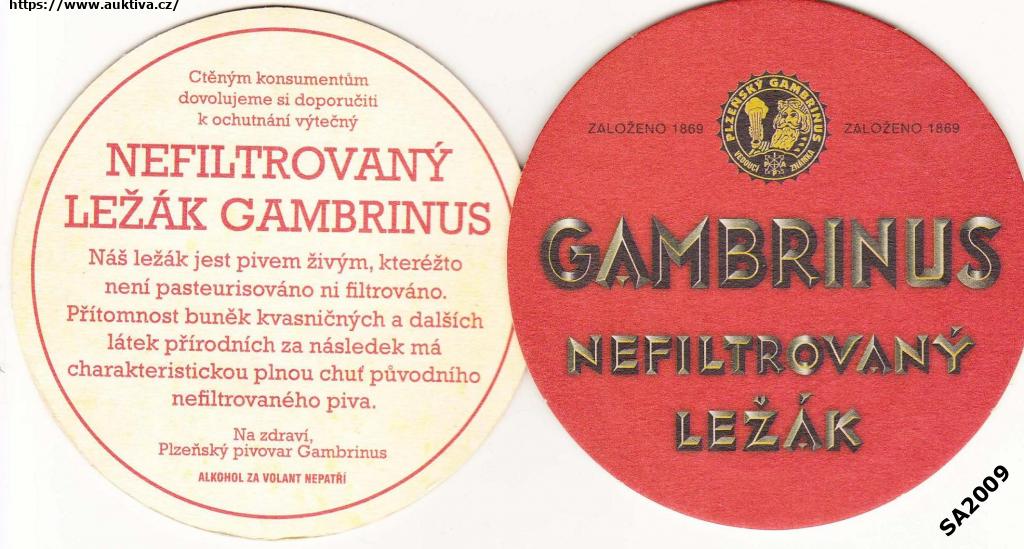 https://www.auktiva.cz/
Ctěným konsumentům
dovolujeme si doporučiti
k ochutnání výtečný
NEFILTROVANÝ
LEŽÁK GAMBRINUS
Náš ležák jest pivem živým, kteréžto
není pasteurisováno ni filtrováno.
Přítomnost buněk kvasničných a dalších
látek přírodních za následek má
charakteristickou plnou chuť původního
nefiltrovaného piva.
Na zdraví,
Plzeňský pivovar Gambrinus
ALKOHOL ZA VOLANT NEPATŘÍ
PLZEŇSKÝ GAMBRINUS
VEDOUCÍ ZNAČKA
ZALOŽENO 1869 ZALOŽENO 1869
GAMBRINUS
NEFILTROVANÝ
LEŽÁK
SA2009